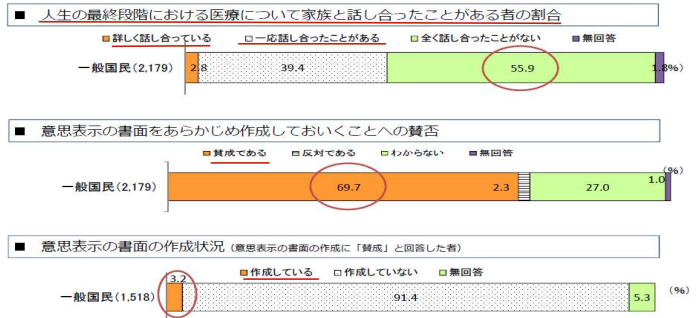 ■ 人生の最終段階における医療について家族と話し合ったことがある者の割合
■詳しく話し合っている □一応話し合ったことがある □全く話し合ったことがない ■無回答
一般国民(2,179) 2.8 39.4 55.9 1.8%)
■ 意思表示の書面をあらかじめ作成しておいくことへの賛否
■賛成である 目反対である □わからない ■無回答
(%)
一般国民(2,179) 69.7 2.3 27.0 1.0
■ 意思表示の書面の作成状況(意思表示の書面の作成に「賛成」と回答した者)
■作成している □作成していない □無回答
一般国民(1,518) 3.2 91.4 5.3 (%)